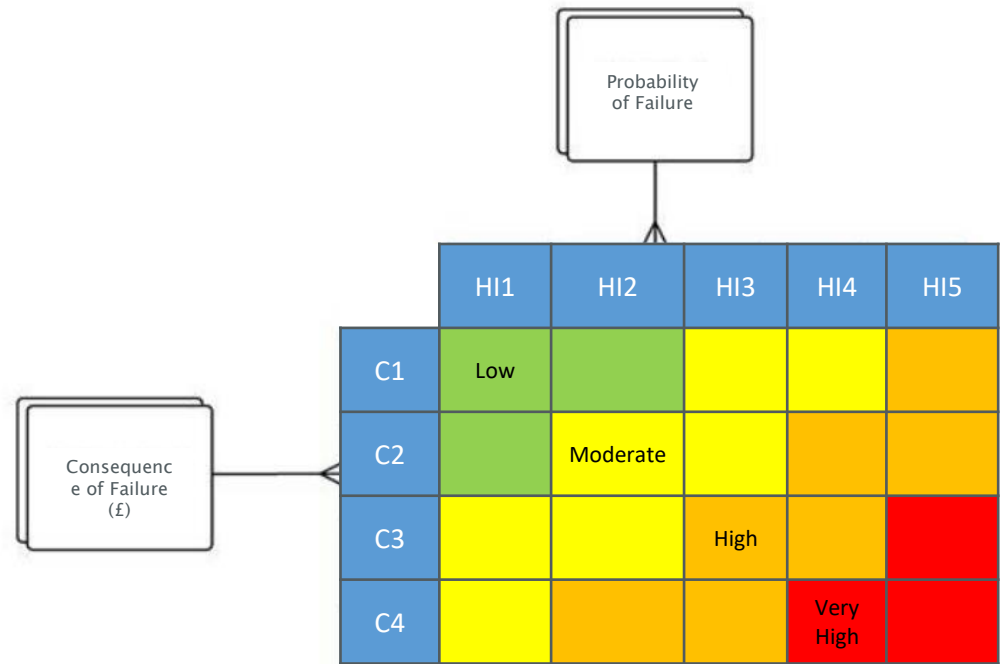 Probability
of Failure
HI1 HI2 HI3 HI4 HI5
C1 Low
C2 Moderate
Consequenc
e of Failure
(£)
C3 High
C4 Very
High